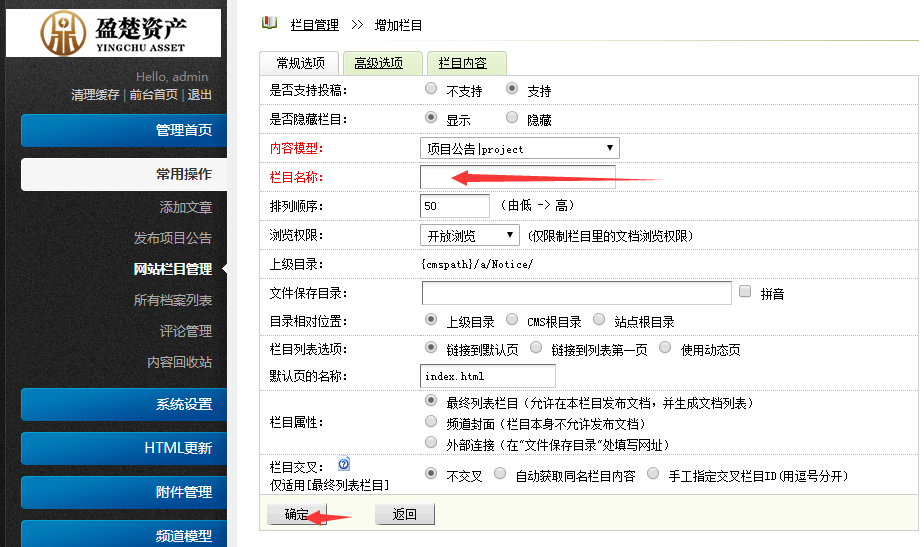 盈楚资产
YINGCHU ASSET
Hello, admin
清理缓存 | 前台首页 | 退出
管理首页
常用操作
添加文章
发布项目公告
网站栏目管理
所有档案列表
评论管理
内容回收站
系统设置
HTML更新
附件管理
频道模型
栏目管理 >> 增加栏目
常规选项 高级选项 栏目内容
是否支持投稿： 不支持 支持
是否隐藏栏目： 显示 隐藏
内容模型： 项目公告|project
栏目名称：
排列顺序： 50 （由低 -> 高）
浏览权限： 开放浏览 (仅限制栏目里的文档浏览权限)
上级目录： {cmspath}/a/Notice/
文件保存目录： 拼音
目录相对位置： 上级目录 CMS根目录 站点根目录
栏目列表选项： 链接到默认页 链接到列表第一页 使用动态页
默认页的名称： index.html
栏目属性： 最终列表栏目（允许在本栏目发布文档，并生成文档列表）
频道封面（栏目本身不允许发布文档）
外部连接（在"文件保存目录"处填写网址）
栏目交叉：
仅适用[最终列表栏目] 不交叉 自动获取同名栏目内容 手工指定交叉栏目ID(用逗号分开)
确定 返回